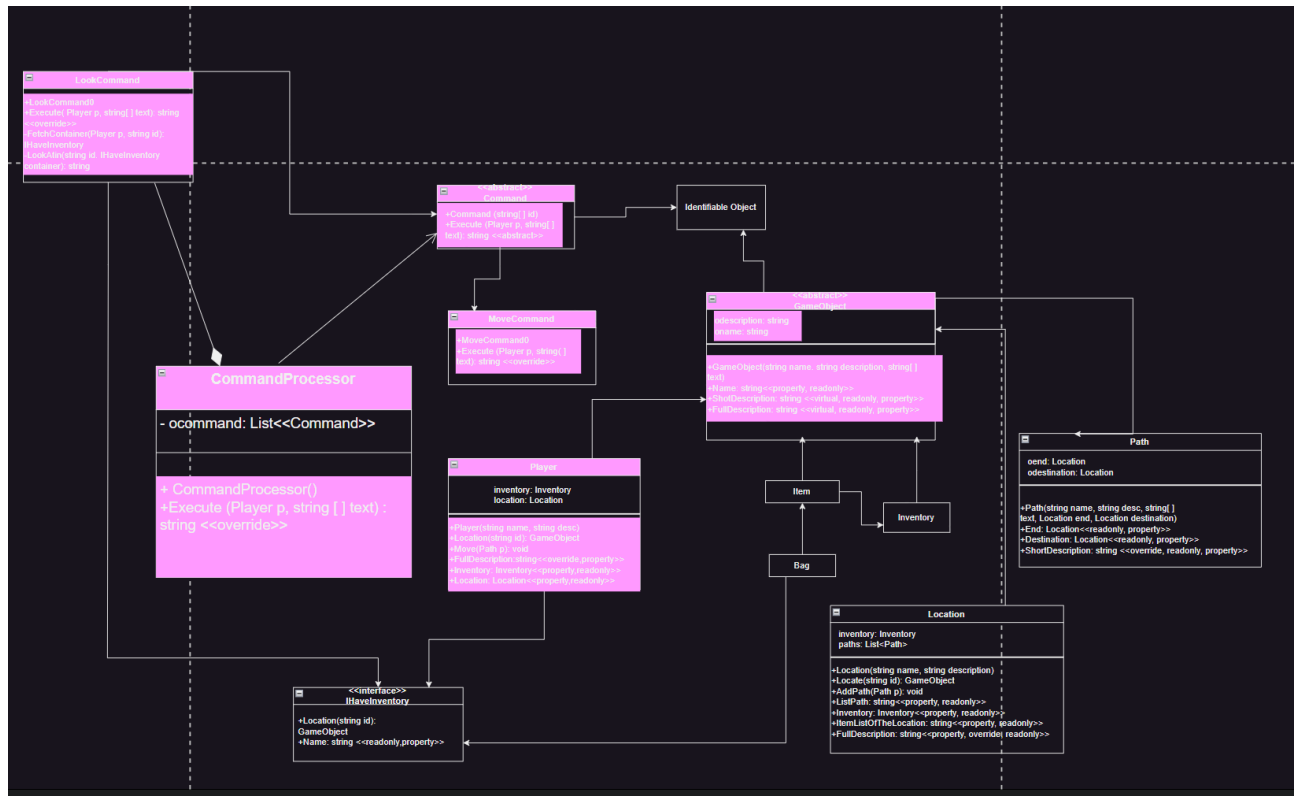 LookCommand
+LookCommand0
+Execute( Player p, string[ ] text). string
<<override>>
-FetchContainer(Player p, string id):
IHaveInventory
-LookAtin(string id. IHaveInventory
container): string
<<abstract>>
Command
+Command (string[ ] id)
+Execute (Player p, string[ ]
text): string <<abstract>>
Identifiable Object
MoveCommand
+MoveCommand0
+Execute (Player p, string[ ]
text): string <<override>>
<<abstract>>
GameObject
odescription: string
oname: string
+GameObject(string name. string description, string[ ]
text)
+Name: string<<property, readonly>>
+ShotDescription: string <<virtual, readonly, property>>
+FullDescription: string <<virtual, readonly, property>>
CommandProcessor
- ocommand: List<<Command>>
+ CommandProcessor()
+Execute (Player p, string [ ] text) :
string <<override>>
Player
inventory: Inventory
location: Location
+Player(string name, string desc)
+Location(string id): GameObject
+Move(Path p): void
+FullDescription:string<<override,property>>
+Inventory: Inventory<<property,readonly>>
+Location: Location<<property,readonly>>
Item
Inventory
Bag
Path
oend: Location
odestination: Location
+Path(string name, string desc, string[ ]
text, Location end, Location destination)
+End: Location<<readonly, property>>
+Destination: Location<<readonly, property>>
+ShortDescription: string <<override, readonly, property>>
Location
inventory: Inventory
paths: List<Path>
+Location(string name, string description)
+Locate(string id): GameObject
+AddPath(Path p): void
+ListPath: string<<property, readonly>>
+Inventory: Inventory<<property, readonly>>
+ItemListOfTheLocation: string<<property, readonly>>
+FullDescription: string<<property, override, readonly>>
<<interface>>
IHaveInventory
+Location(string id):
GameObject
+Name: string <<readonly,property>>